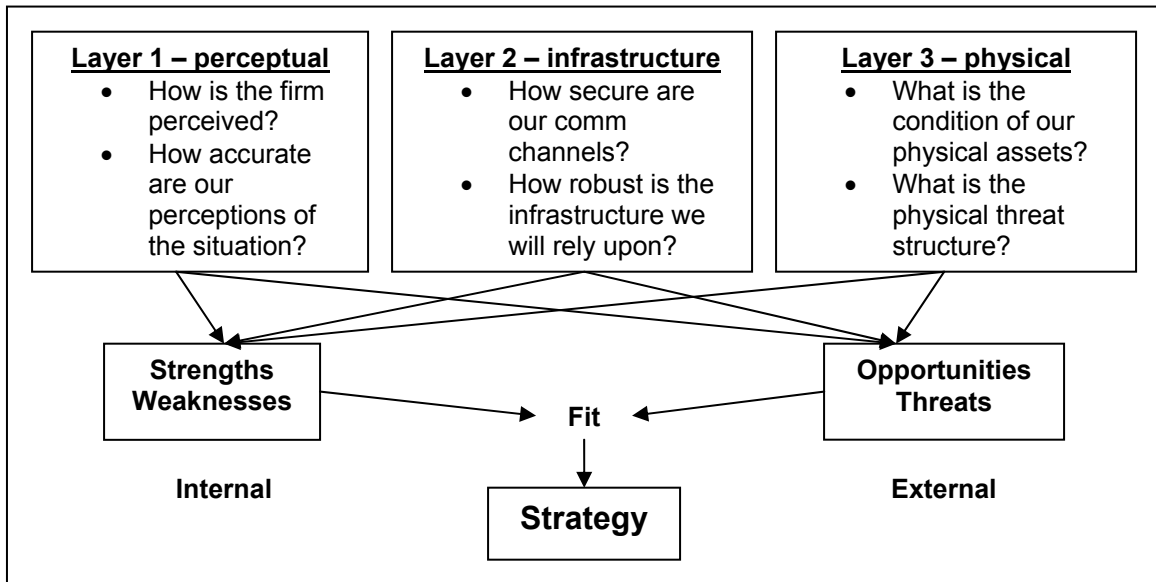 Layer 1 – perceptual
• How is the firm
perceived?
• How accurate
are our
perceptions of
the situation?
Layer 2 – infrastructure
• How secure are
our comm
channels?
• How robust is the
infrastructure we
will rely upon?
Layer 3 – physical
• What is the
condition of our
physical assets?
• What is the
physical threat
structure?
Strengths
Weaknesses
Opportunities
Threats
Fit
Internal
External
Strategy